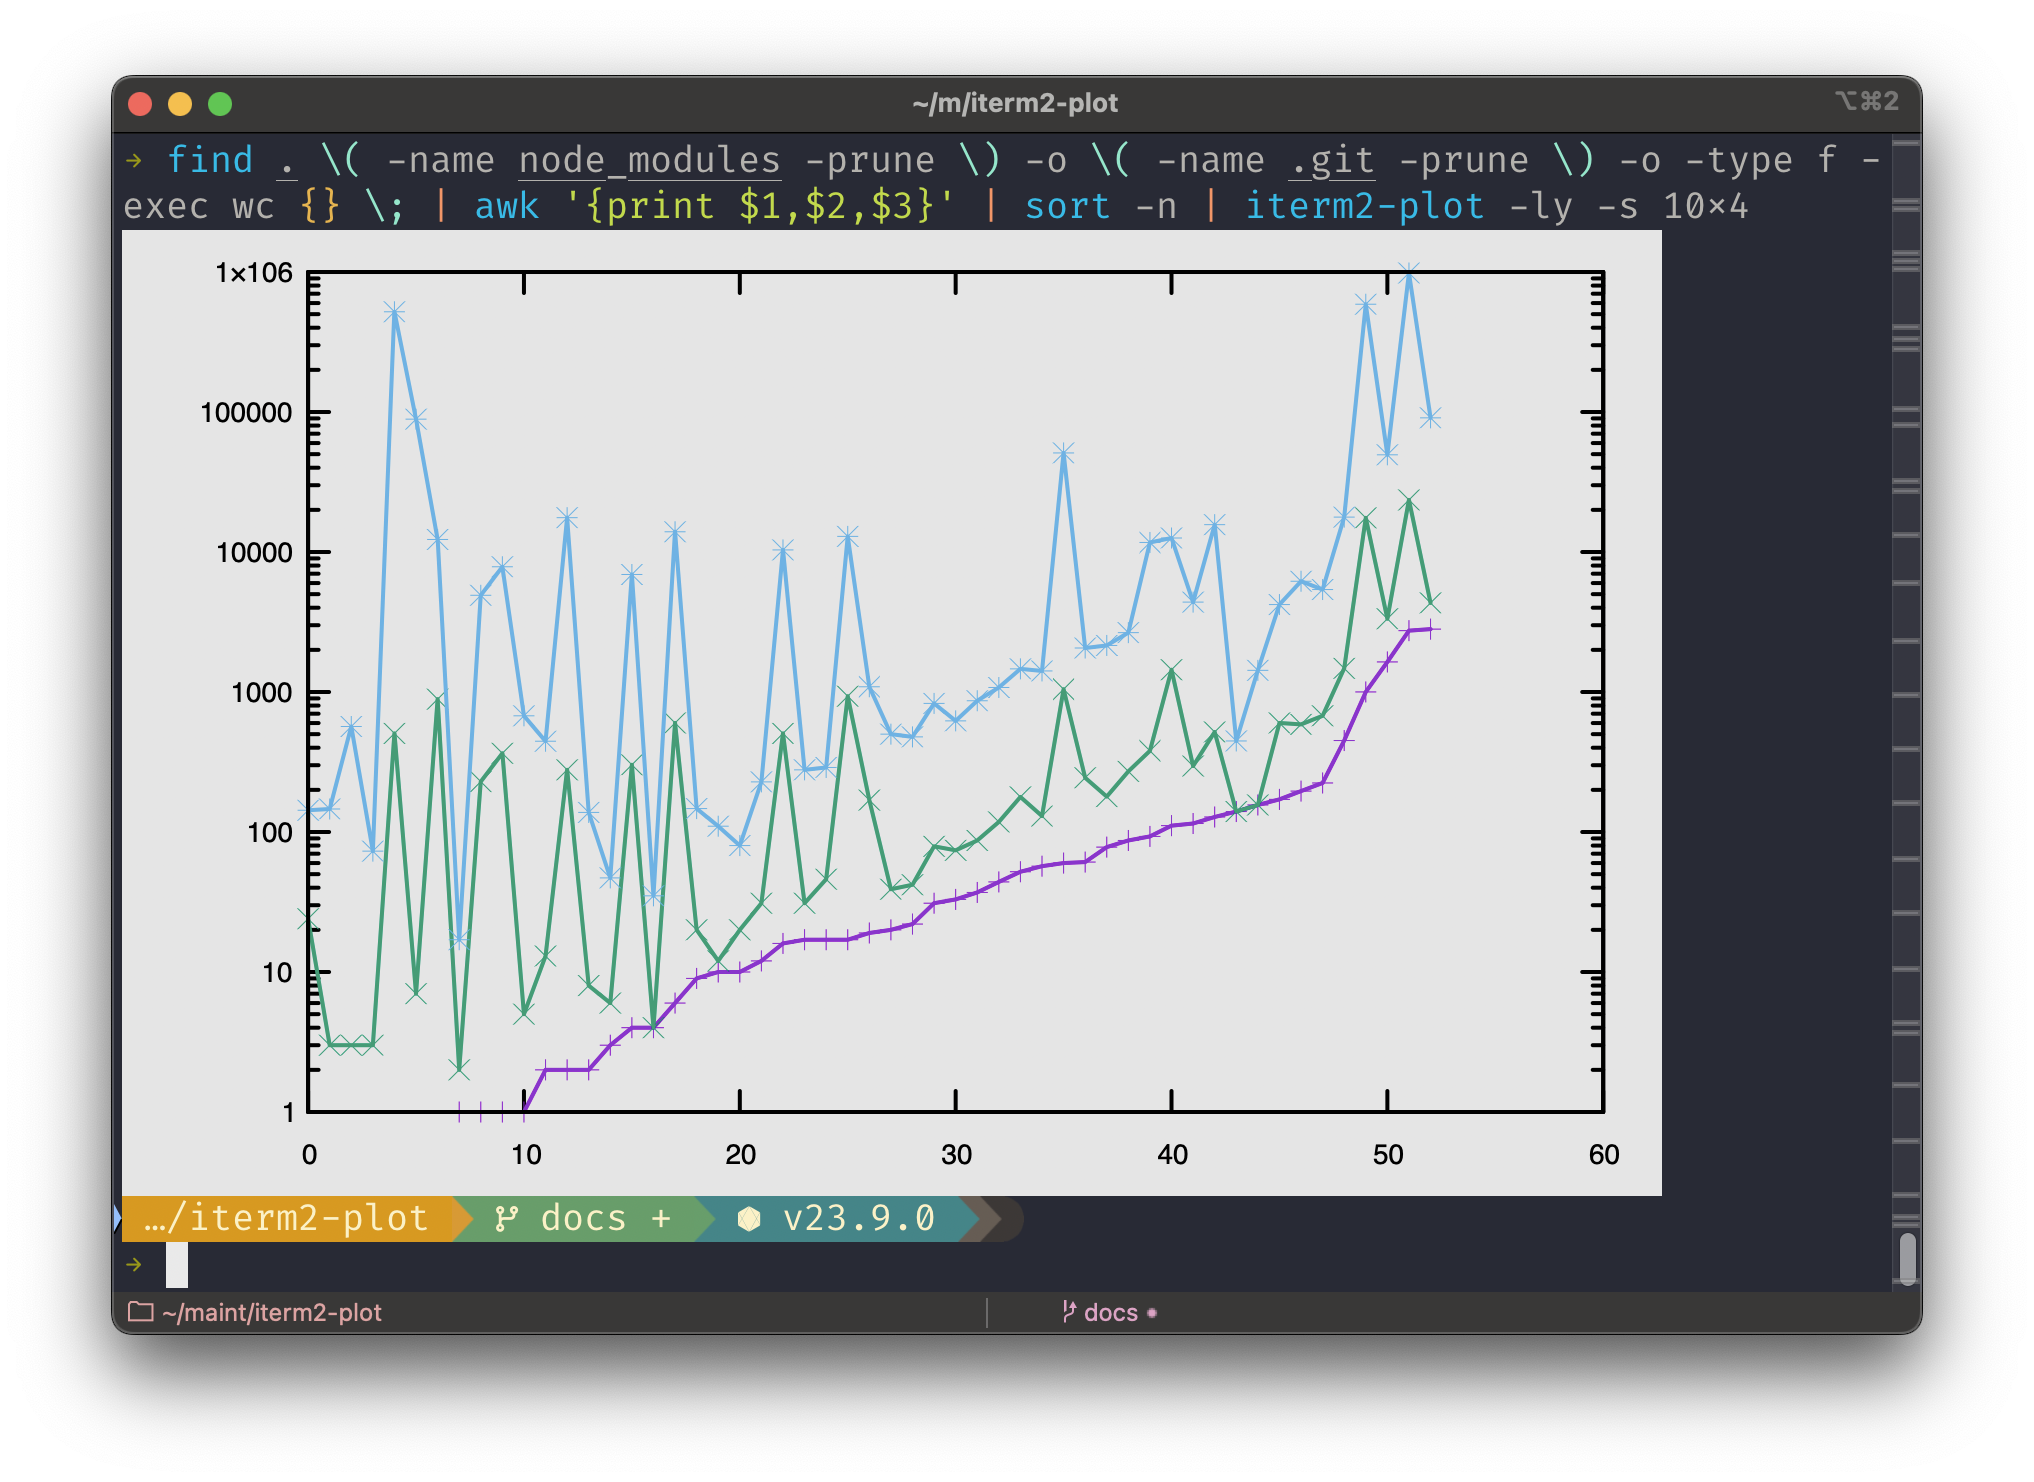 ~/m/iterm2-plot
⌥⌘2
→ find . \( -name node_modules -prune \) -o \( -name .git -prune \) -o -type f -
exec wc {} \; | awk '{print $1,$2,$3}' | sort -n | iterm2-plot -ly -s 10×4
1×106
100000
10000
1000
100
10
1
0 10 20 30 40 50 60
…/iterm2-plot docs + v23.9.0
→
~/maint/iterm2-plot docs